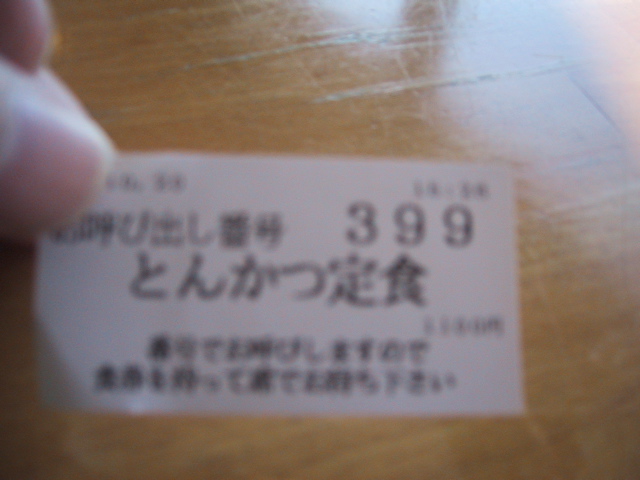 お呼び出し番号 399
とんかつ定食
番号でお呼びしますので
食券を持って席でお待ち下さい